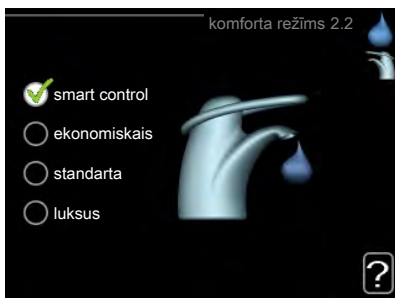 komforta režīms 2.2
smart control
ekonomiskais
standarta
luksus
?